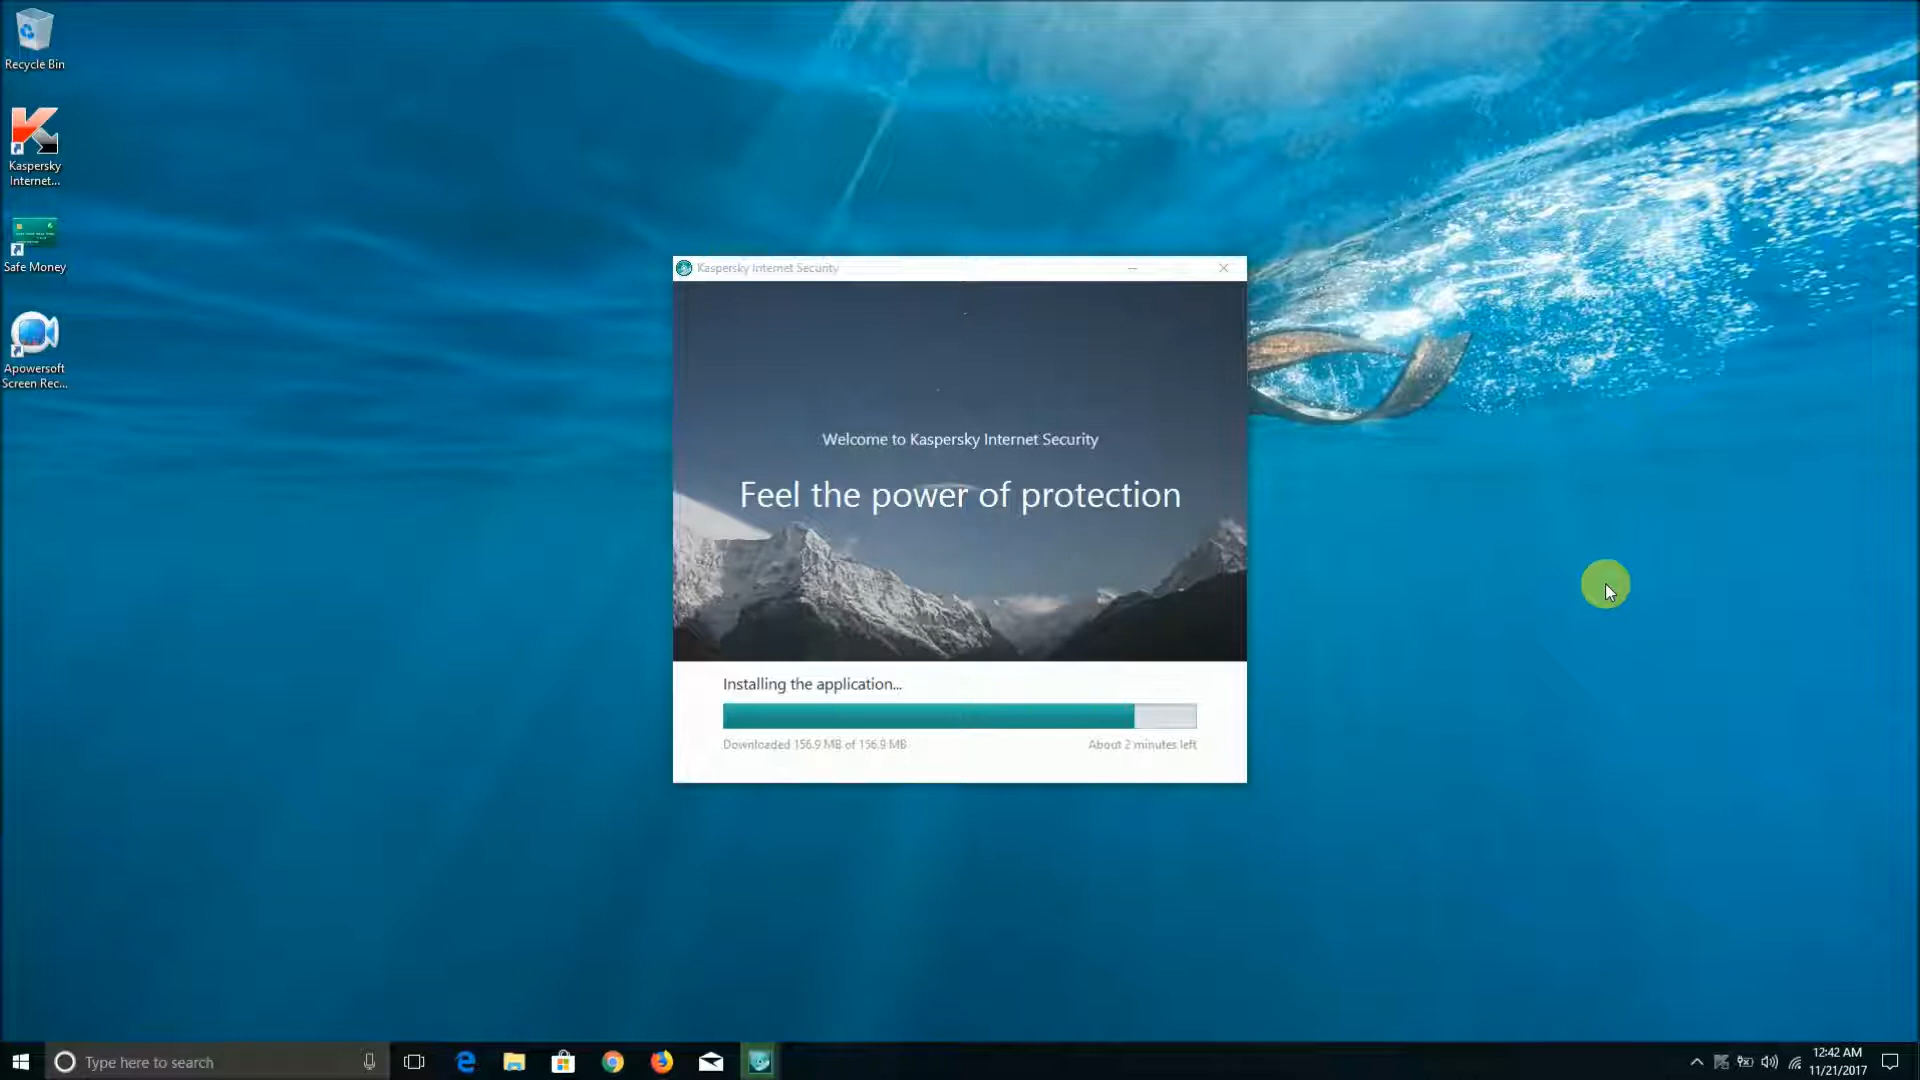 Recycle Bin
Kaspersky
Internet...
Safe Money
Apowersoft
Screen Rec...
Kaspersky Internet Security
Welcome to Kaspersky Internet Security
Feel the power of protection
Installing the application...
Downloaded 156.9 MB of 156.9 MB
About 2 minutes left
Type here to search
12:42 AM
11/21/2017